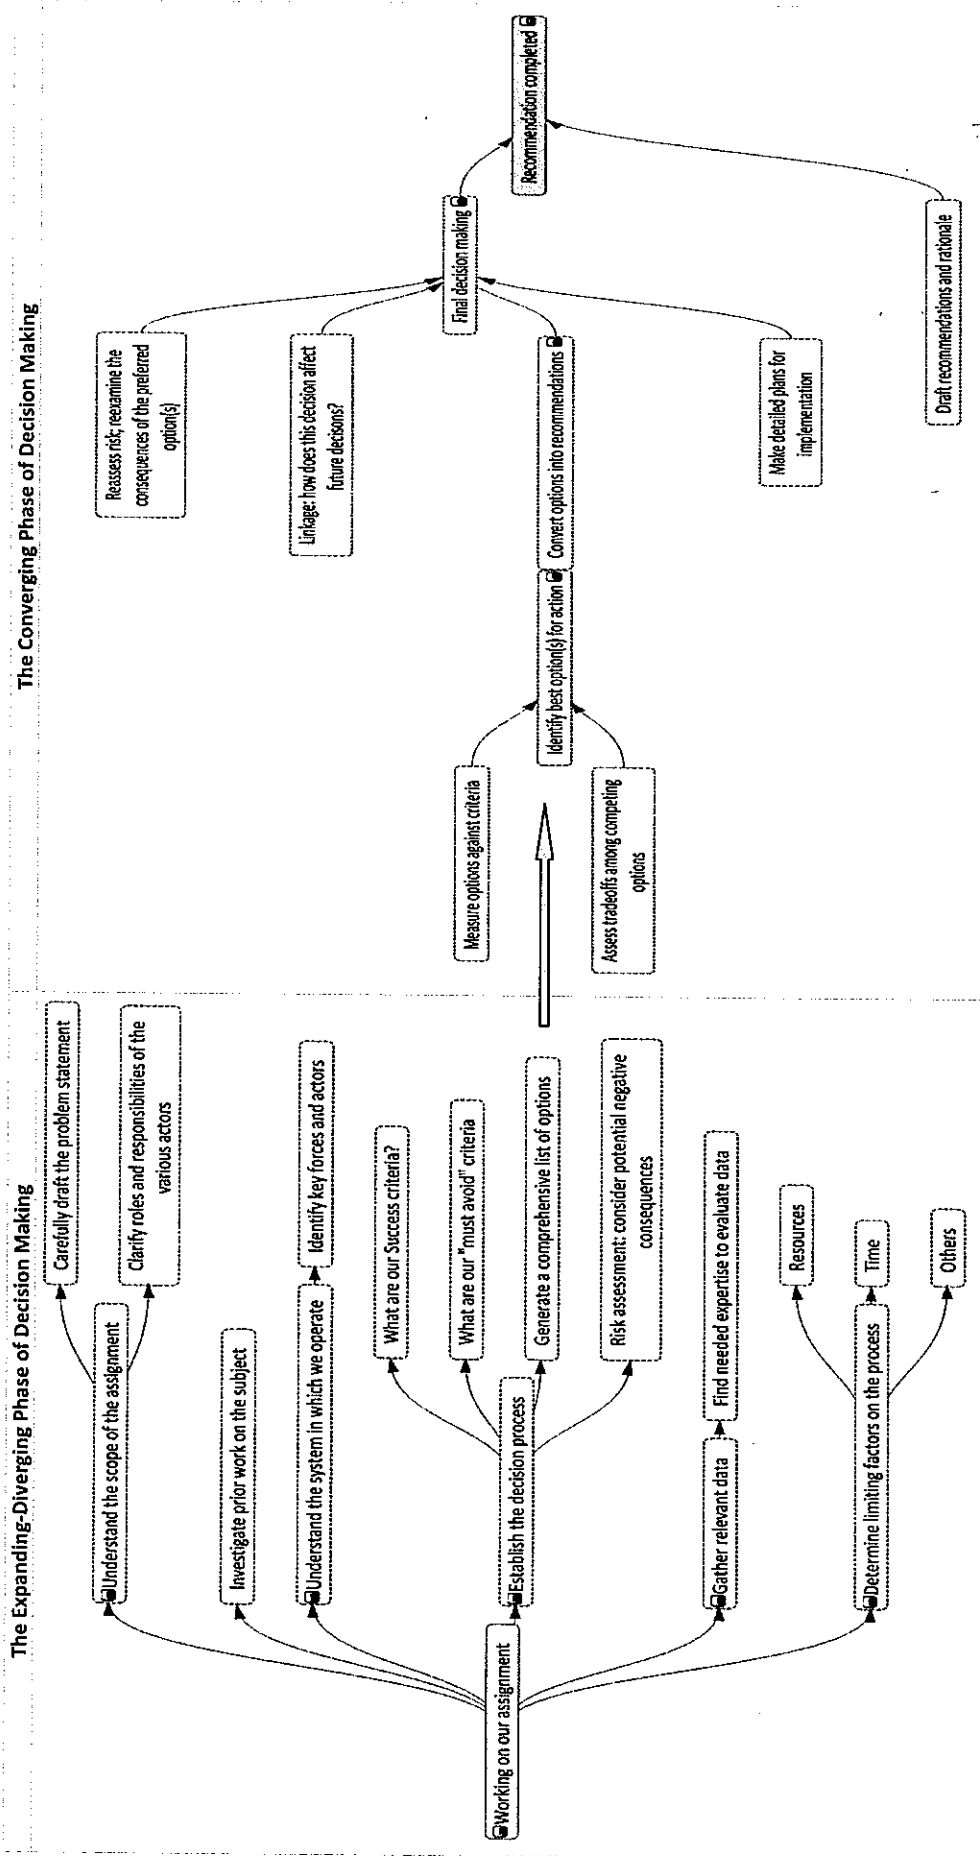 The Expanding-Diverging Phase of Decision Making
The Converging Phase of Decision Making
Working on our assignment
Understand the scope of the assignment
Carefully draft the problem statement
Clarify roles and responsibilities of the
various actors
Investigate prior work on the subject
Understand the system in which we operate
Identify key forces and actors
Establish the decision process
What are our Success criteria?
What are our "must avoid" criteria
Generate a comprehensive list of options
Risk assessment: consider potential negative
consequences
Gather relevant data
Find needed expertise to evaluate data
Determine limiting factors on the process
Resources
Time
Others
Measure options against criteria
Assess tradeoffs among competing
options
Identify best option(s) for action
Convert options into recommendations
Reassess risk; reexamine the
consequences of the preferred
option(s)
Linkage: how does this decision affect
future decisons?
Make detailed plans for
implementation
Final decision making
Draft recommendations and rationale
Recommendation completed